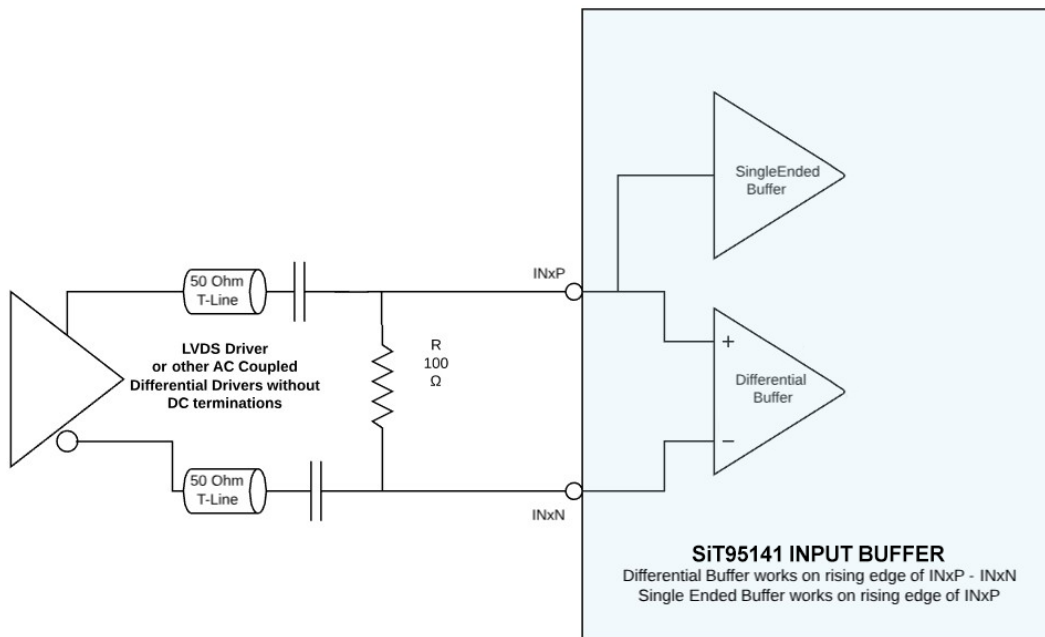 SingleEnded
Buffer
INxP
50 Ohm
T-Line
LVDS Driver
or other AC Coupled
Differential Drivers without
DC terminations
R
100
Ω
+
Differential
Buffer
−
50 Ohm
T-Line
INxN
SiT95141 INPUT BUFFER
Differential Buffer works on rising edge of INxP - INxN
Single Ended Buffer works on rising edge of INxP